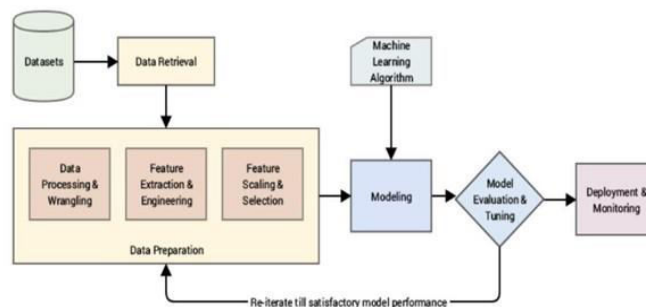 Datasets
Data Retrieval
Machine
Learning
Algorithm
Data
Processing &
Wrangling
Feature
Extraction &
Engineering
Feature
Scaling &
Selection
Data Preparation
Modeling
Model
Evaluation &
Tuning
Deployment &
Monitoring
Re-iterate till satisfactory model performance